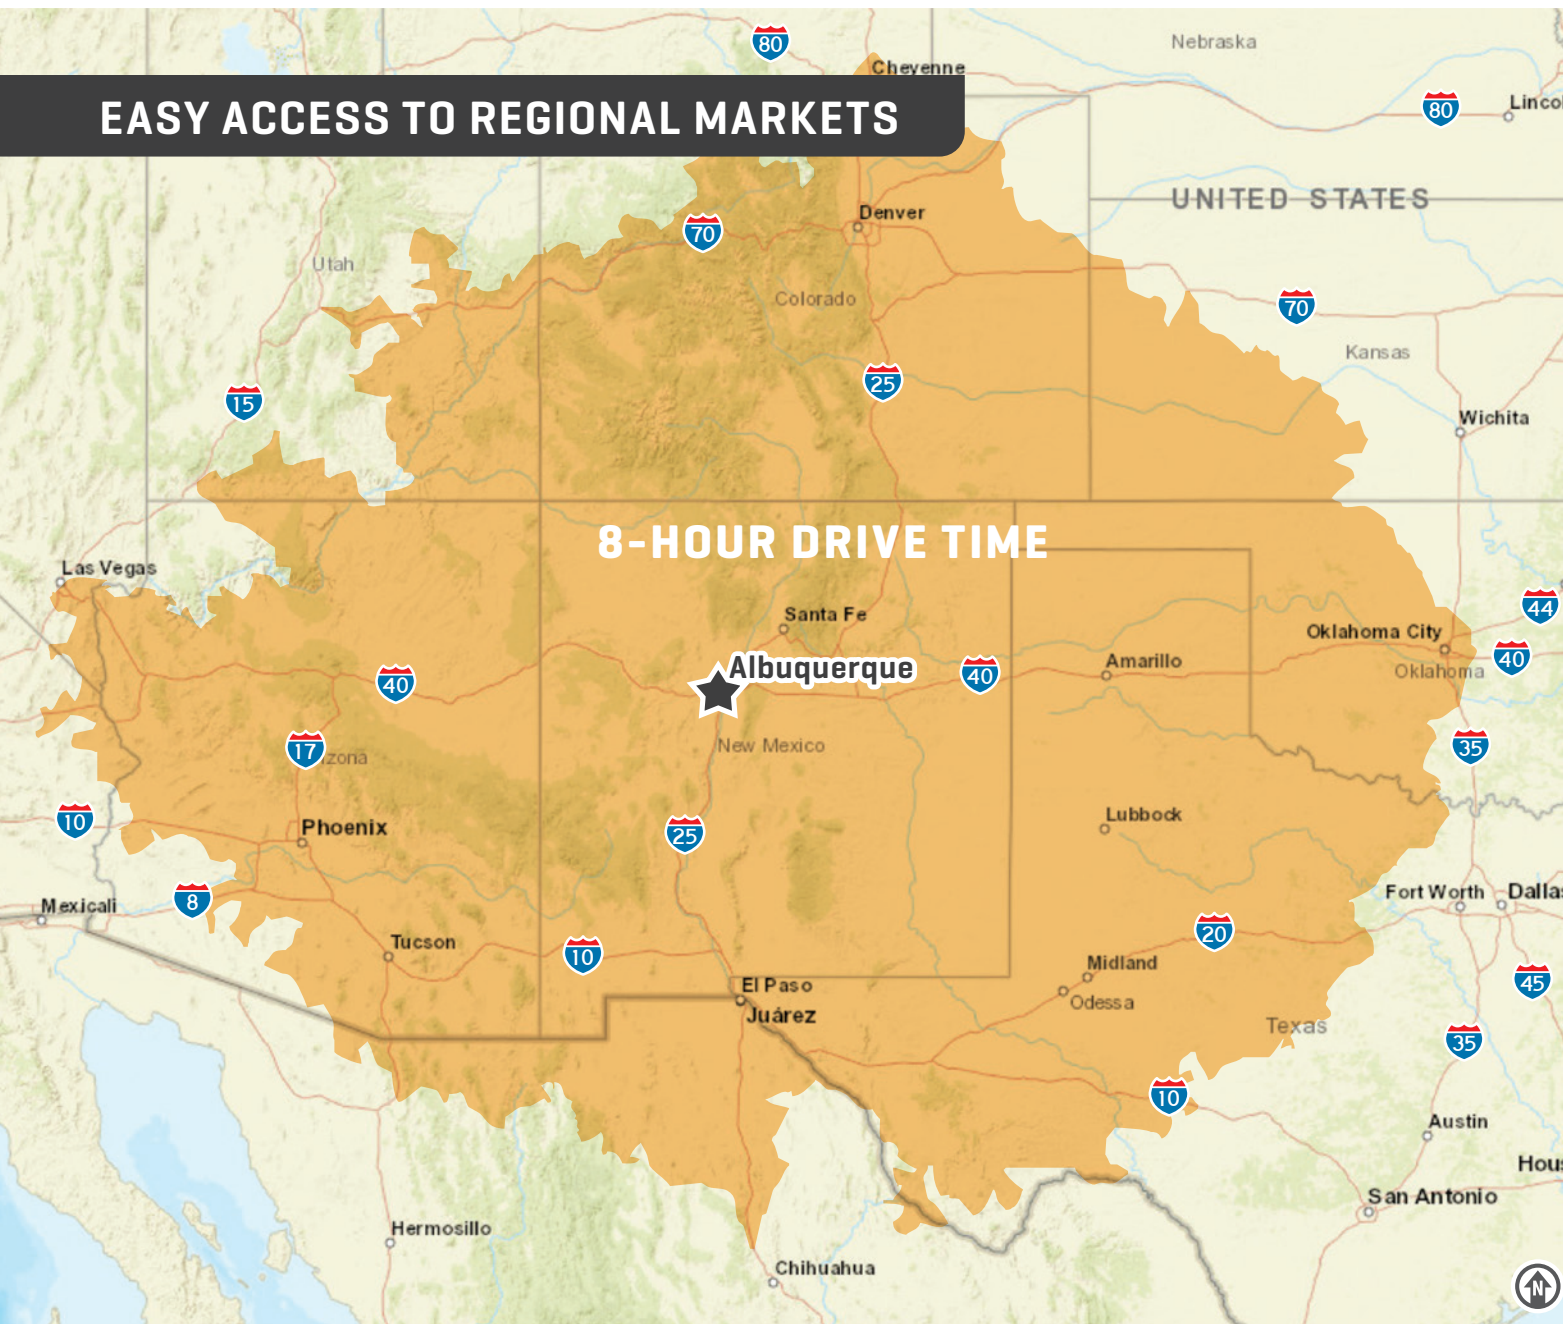 80
Nebraska
Cheyenne
80
EASY ACCESS TO REGIONAL MARKETS
UNITED STATES
Denver
70
Utah
Colorado
70
Kansas
25
15
Wichita
8-HOUR DRIVE TIME
Las Vegas
44
Santa Fe
Oklahoma City
40
Albuquerque
Amarillo
Oklahoma
40
40
17
zona
New Mexico
35
10
Phoenix
25
Lubbock
8
Mexicali
Fort Worth
20
Tucson
10
Midland
El Paso
Odessa
45
Juárez
Texas
35
10
Austin
San Antonio
Hermosillo
Chihuahua
N